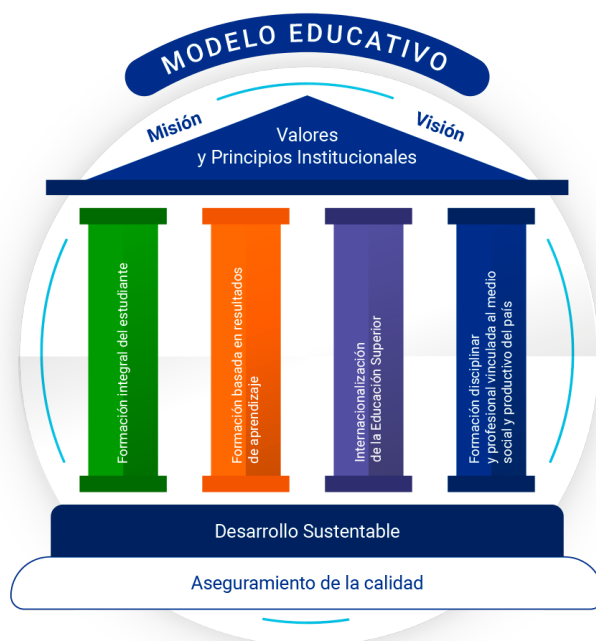 MODELO EDUCATIVO
Misión
Visión
Valores
y Principios Institucionales
Formación integral del estudiante
Formación basada en resultados
de aprendizaje
Internacionalización
de la Educación Superior
Formación disciplinar
y profesional vinculada al medio
social y productivo del país
Desarrollo Sustentable
Aseguramiento de la calidad